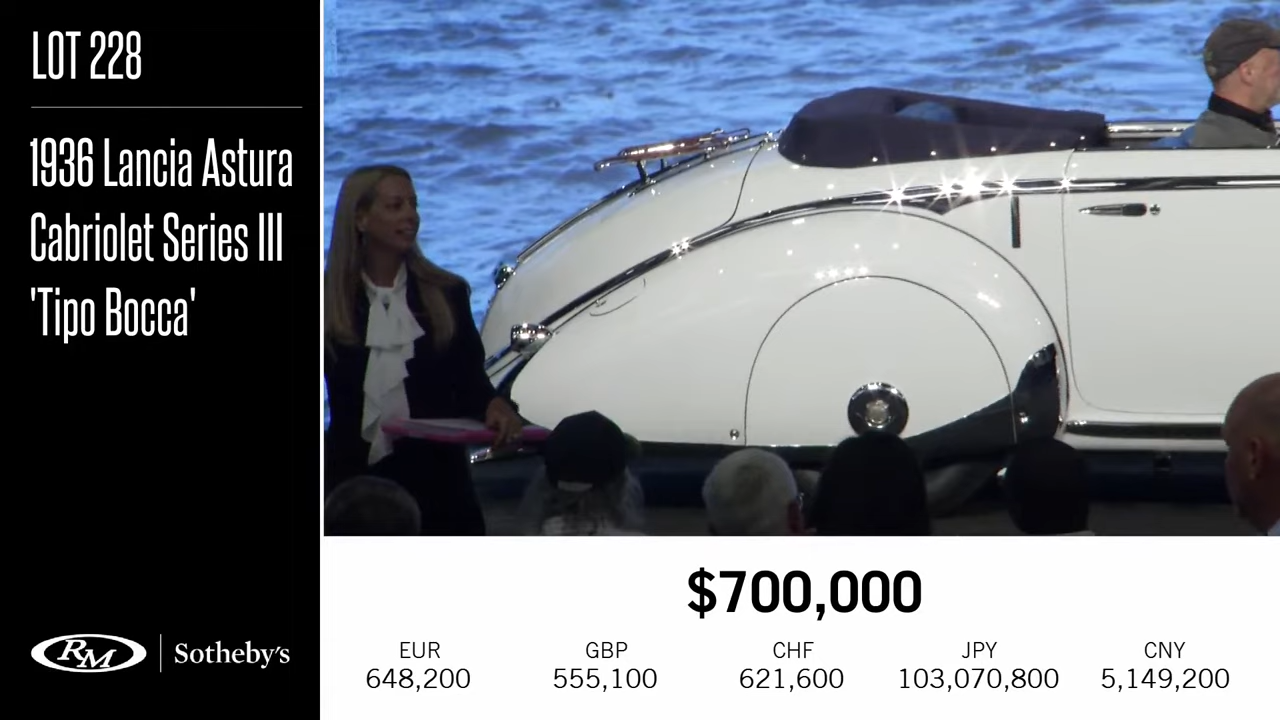 LOT 228
1936 Lancia Astura
Cabriolet Series III
'Tipo Bocca'
RM Sotheby's
$700,000
EUR GBP CHF JPY CNY
648,200 555,100 621,600 103,070,800 5,149,200